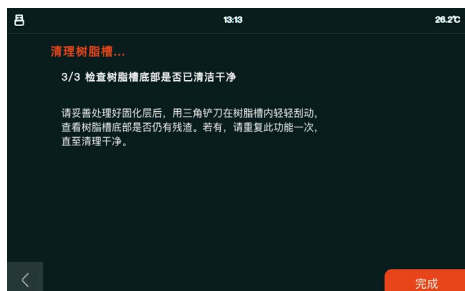 13:13
26.2℃
清理树脂槽...
3/3 检查树脂槽底部是否已清洁干净
请妥善处理好固化层后，用三角铲刀在树脂槽内轻轻刮动，
查看树脂槽底部是否仍有残渣。若有，请重复此功能一次，
直至清理干净。
完成